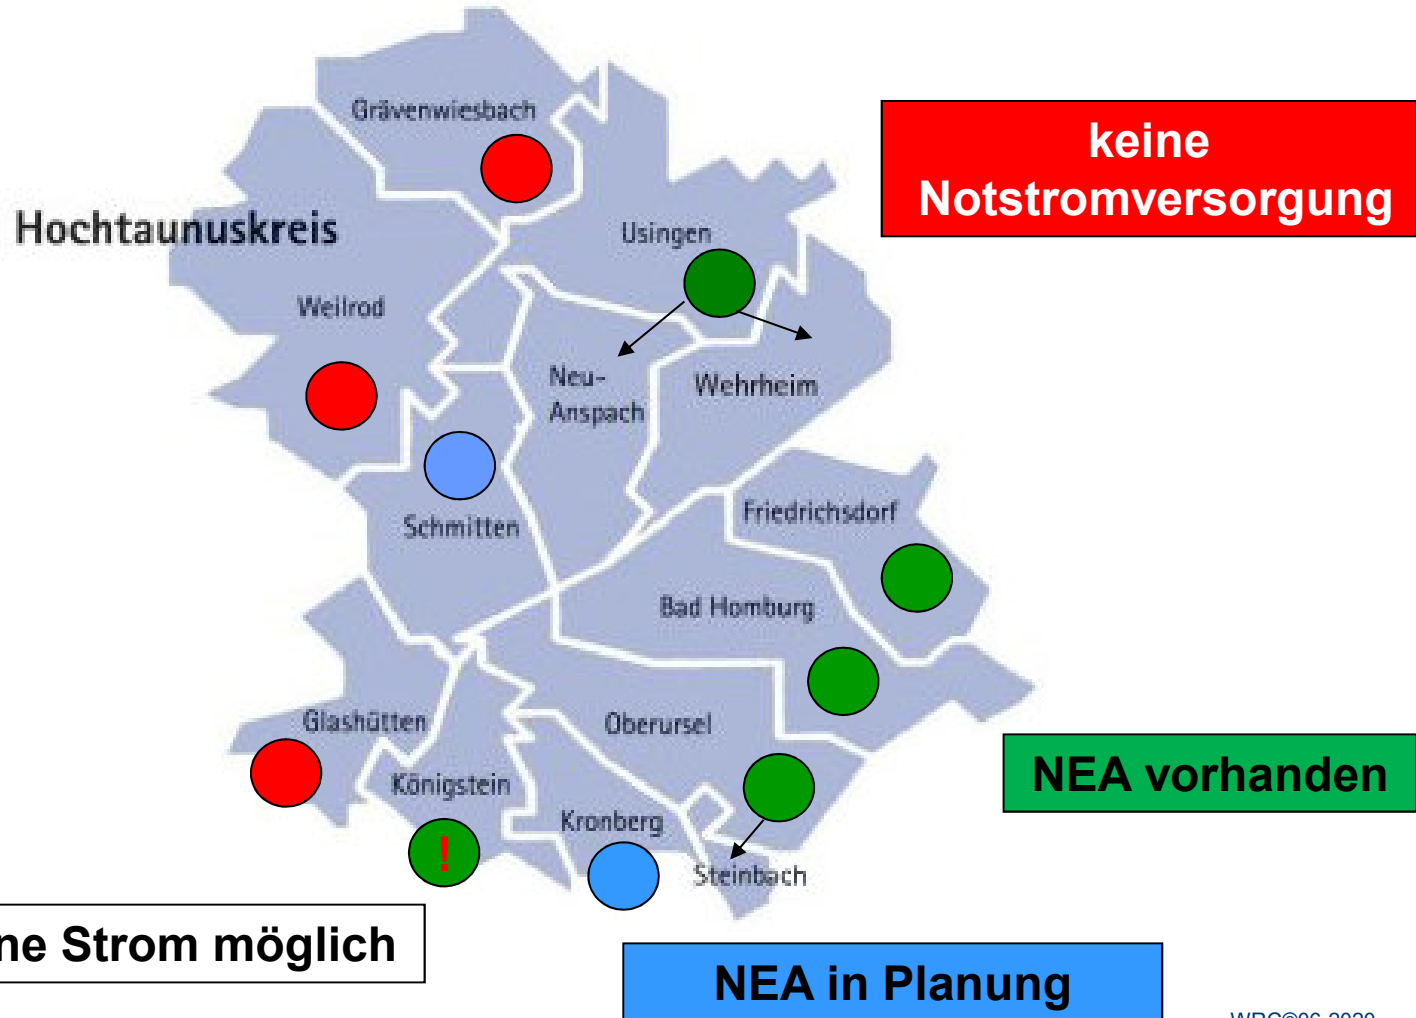 Grävenwiesbach
keine
Notstromversorgung
Hochtaunuskreis
Usingen
Weilrod
Neu-
Anspach
Wehrheim
Schmitten
Friedrichsdorf
Bad Homburg
Glashütten
Oberursel
Königstein
NEA vorhanden
Kronberg
!
Steinbach
ne Strom möglich
NEA in Planung